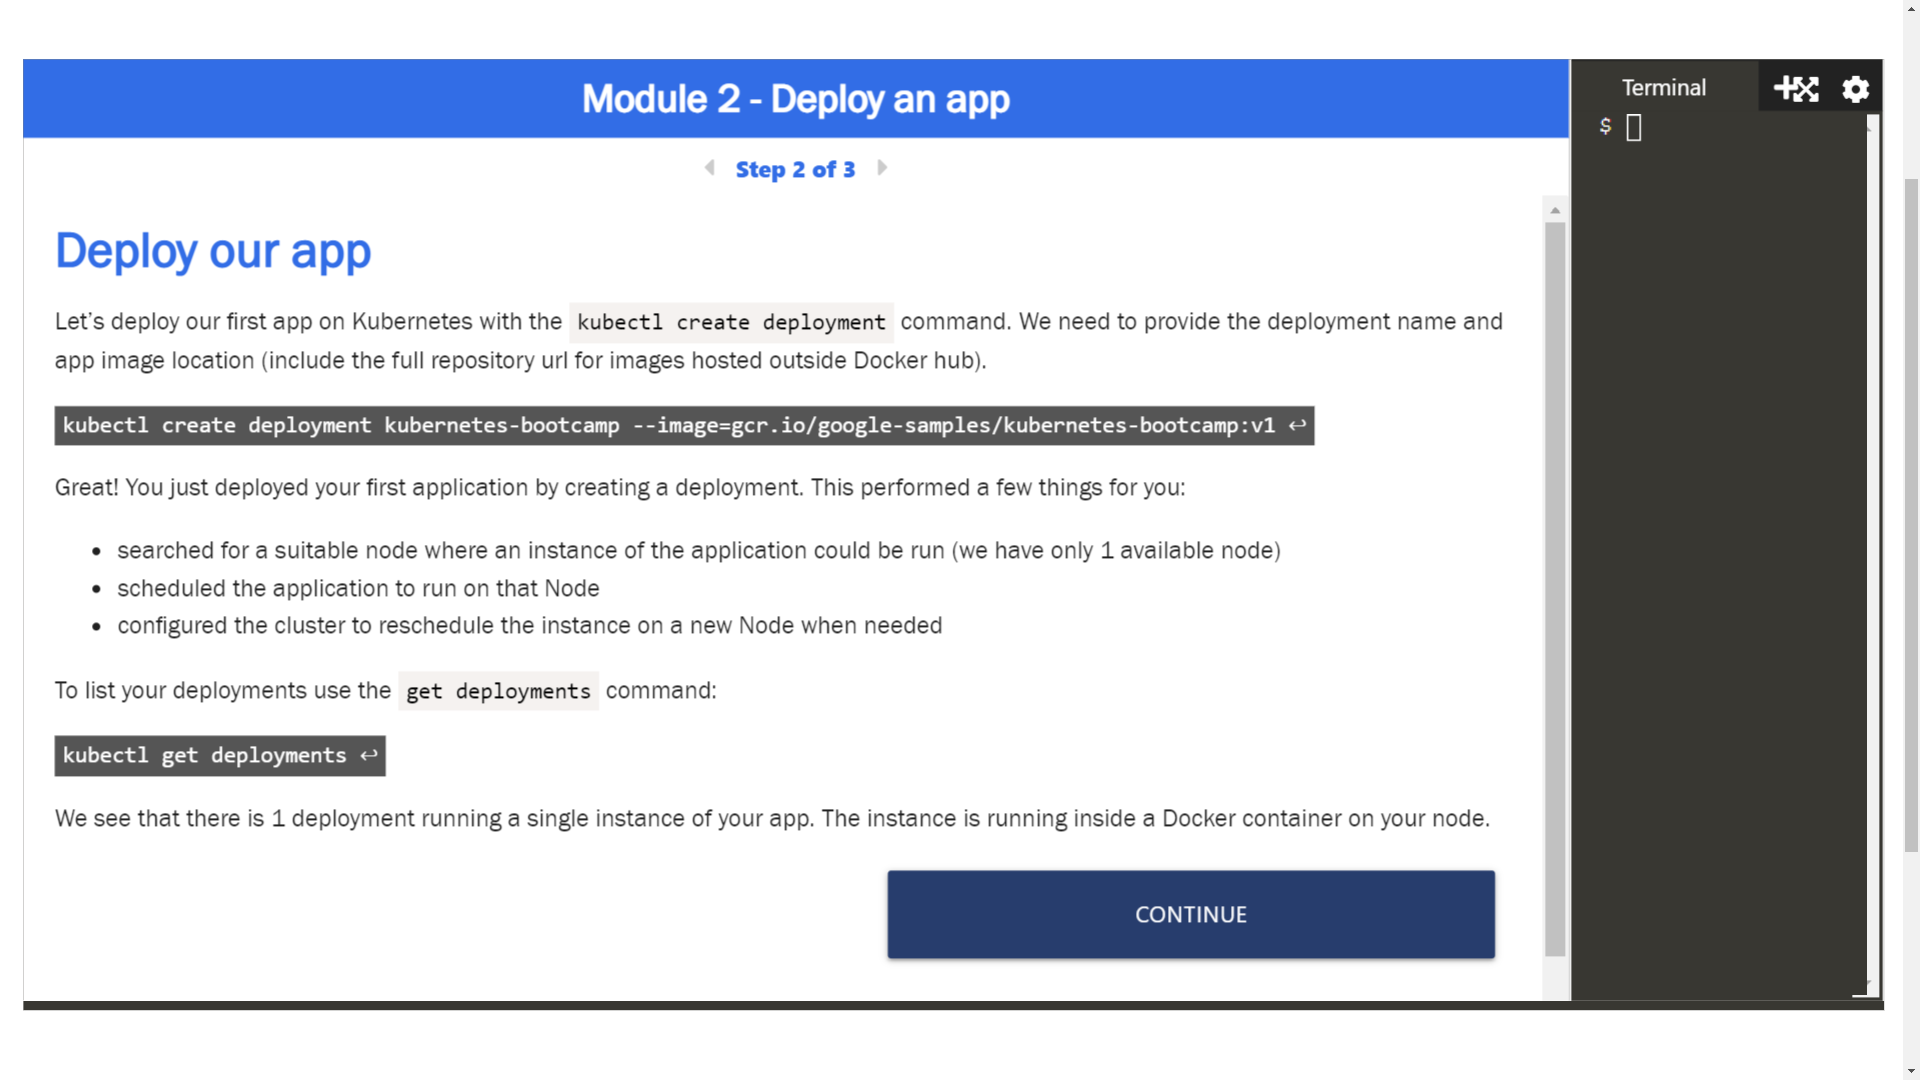 Module 2 - Deploy an app
Step 2 of 3
Deploy our app
Let’s deploy our first app on Kubernetes with the kubectl create deployment command. We need to provide the deployment name and
app image location (include the full repository url for images hosted outside Docker hub).
kubectl create deployment kubernetes-bootcamp --image=gcr.io/google-samples/kubernetes-bootcamp:v1 ↩
Great! You just deployed your first application by creating a deployment. This performed a few things for you:
• searched for a suitable node where an instance of the application could be run (we have only 1 available node)
• scheduled the application to run on that Node
• configured the cluster to reschedule the instance on a new Node when needed
To list your deployments use the get deployments command:
kubectl get deployments ↩
We see that there is 1 deployment running a single instance of your app. The instance is running inside a Docker container on your node.
CONTINUE
Terminal
$